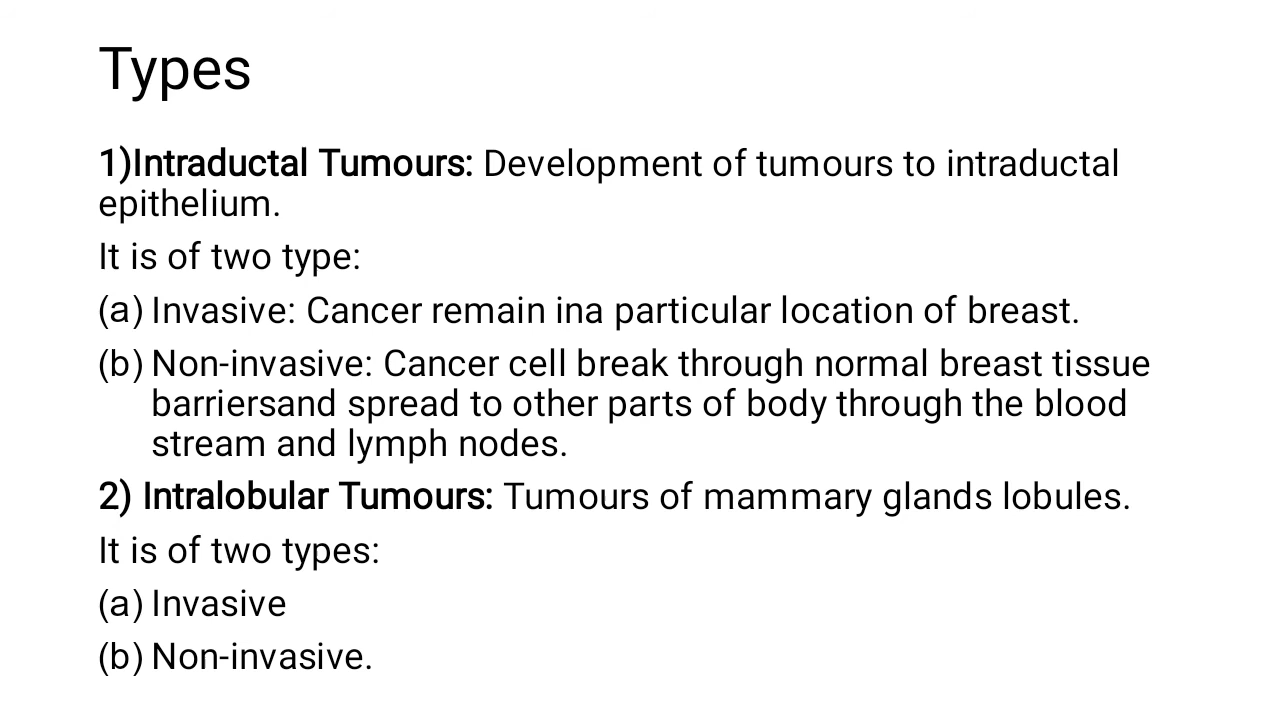 Types
1)Intraductal Tumours: Development of tumours to intraductal
epithelium.
It is of two type:
(a) Invasive: Cancer remain ina particular location of breast.
(b) Non-invasive: Cancer cell break through normal breast tissue
barriersand spread to other parts of body through the blood
stream and lymph nodes.
2) Intralobular Tumours: Tumours of mammary glands lobules.
It is of two types:
(a) Invasive
(b) Non-invasive.